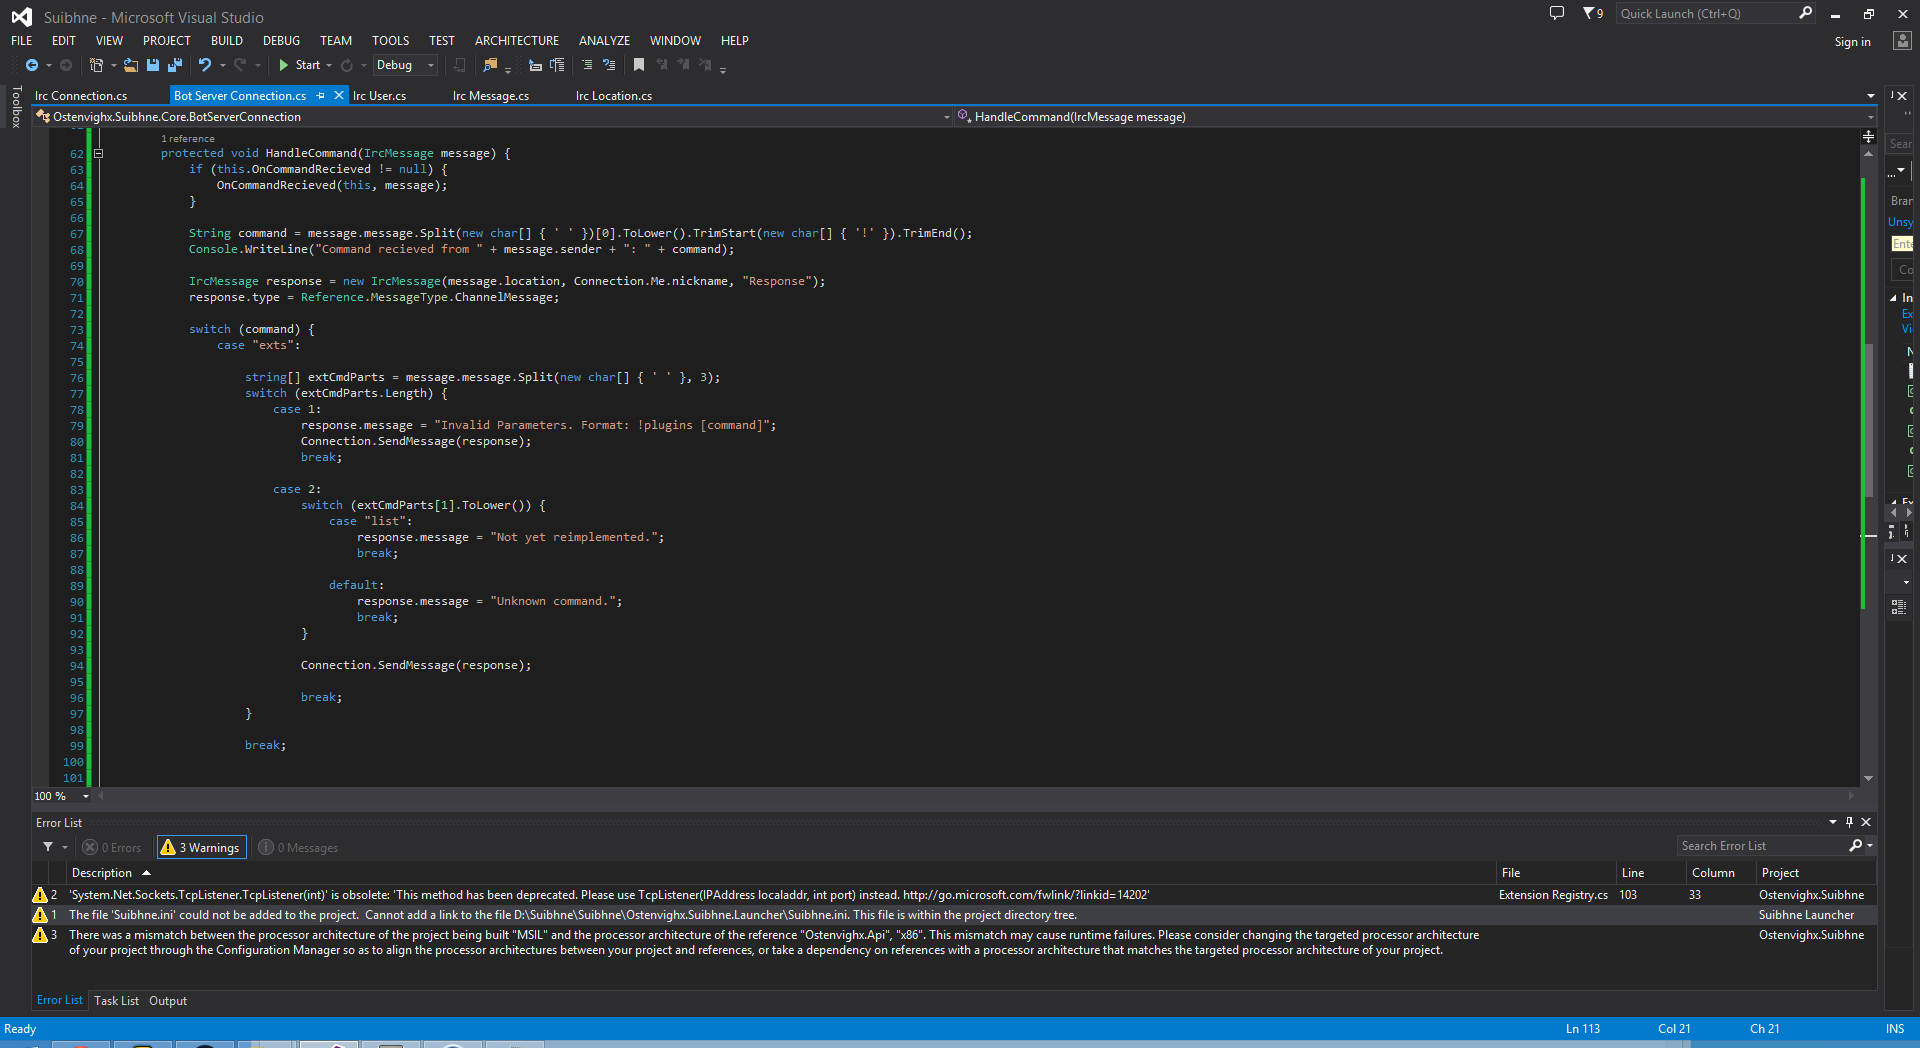 Suibhne - Microsoft Visual Studio
9
Quick Launch (Ctrl+Q)
FILE EDIT VIEW PROJECT BUILD DEBUG TEAM TOOLS TEST ARCHITECTURE ANALYZE WINDOW HELP
Sign in
Start
Debug
Toolbox
Irc Connection.cs Bot Server Connection.cs Irc User.cs Irc Message.cs Irc Location.cs
Ostenvighx.Suibhne.Core.BotServerConnection HandleCommand(IrcMessage message)
1 reference
62 protected void HandleCommand(IrcMessage message) {
63 if (this.OnCommandRecieved != null) {
64 OnCommandRecieved(this, message);
65 }
66
67 String command = message.message.Split(new char[] { ' ' })[0].ToLower().TrimStart(new char[] { '!' }).TrimEnd();
68 Console.WriteLine("Command recieved from " + message.sender + ": " + command);
69
70 IrcMessage response = new IrcMessage(message.location, Connection.Me.nickname, "Response");
71 response.type = Reference.MessageType.ChannelMessage;
72
73 switch (command) {
74 case "exts":
75
76 string[] extCmdParts = message.message.Split(new char[] { ' ' }, 3);
77 switch (extCmdParts.Length) {
78 case 1:
79 response.message = "Invalid Parameters. Format: !plugins [command]";
80 Connection.SendMessage(response);
81 break;
82
83 case 2:
84 switch (extCmdParts[1].ToLower()) {
85 case "list":
86 response.message = "Not yet reimplemented.";
87 break;
88
89 default:
90 response.message = "Unknown command.";
91 break;
92 }
93
94 Connection.SendMessage(response);
95
96 break;
97 }
98
99 break;
100
101
100 %
Error List
0 Errors 3 Warnings 0 Messages
Search Error List
Description File Line Column Project
2 'System.Net.Sockets.TcpListener.TcpListener(int)' is obsolete: 'This method has been deprecated. Please use TcpListener(IPAddress localaddr, int port) instead. http://go.microsoft.com/fwlink/?linkid=14202' Extension Registry.cs 103 33 Ostenvighx.Suibhne
1 The file 'Suibhne.ini' could not be added to the project.  Cannot add a link to the file D:\Suibhne\Suibhne\Ostenvighx.Suibhne.Launcher\Suibhne.ini. This file is within the project directory tree. Suibhne Launcher
3 There was a mismatch between the processor architecture of the project being built "MSIL" and the processor architecture of the reference "Ostenvighx.Api", "x86". This mismatch may cause runtime failures. Please consider changing the targeted processor architecture Ostenvighx.Suibhne
of your project through the Configuration Manager so as to align the processor architectures between your project and references, or take a dependency on references with a processor architecture that matches the targeted processor architecture of your project.
Error List Task List Output
Ready Ln 113 Col 21 Ch 21 INS